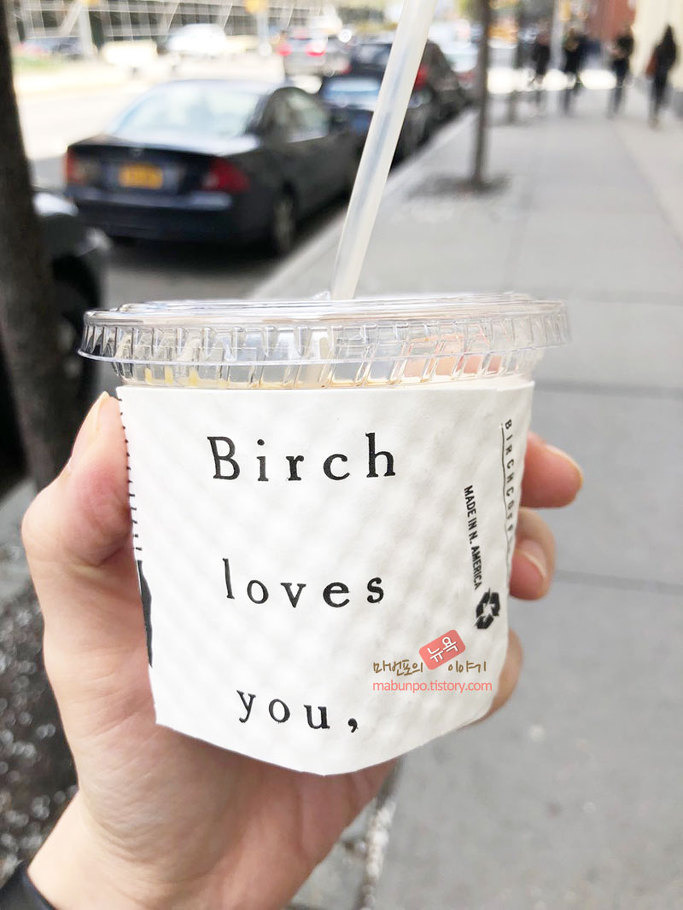 Birch
loves
you,
MADE IN N. AMERICA
마번포의 뉴욕 이야기
mabunpo.tistory.com